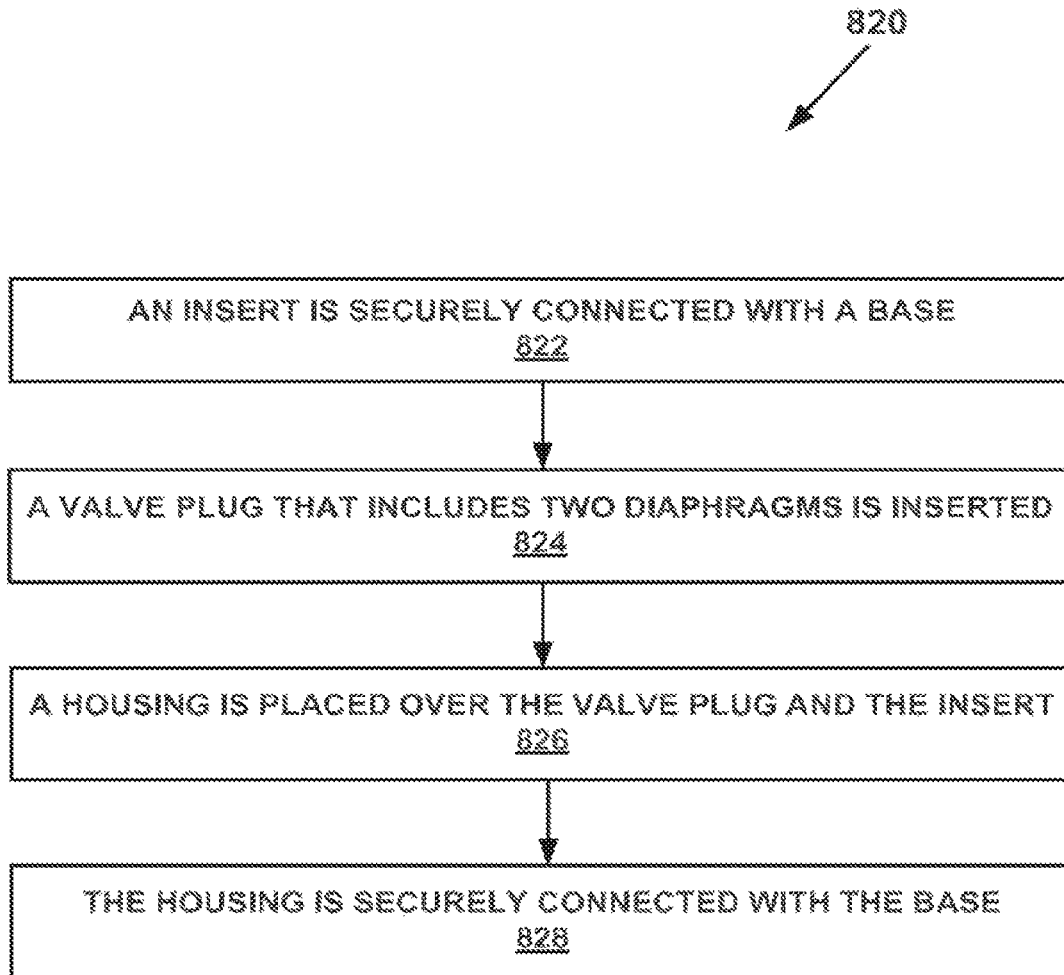 820
AN INSERT IS SECURELY CONNECTED WITH A BASE
822
A VALVE PLUG THAT INCLUDES TWO DIAPHRAGMS IS INSERTED
824
A HOUSING IS PLACED OVER THE VALVE PLUG AND THE INSERT
826
THE HOUSING IS SECURELY CONNECTED WITH THE BASE
828